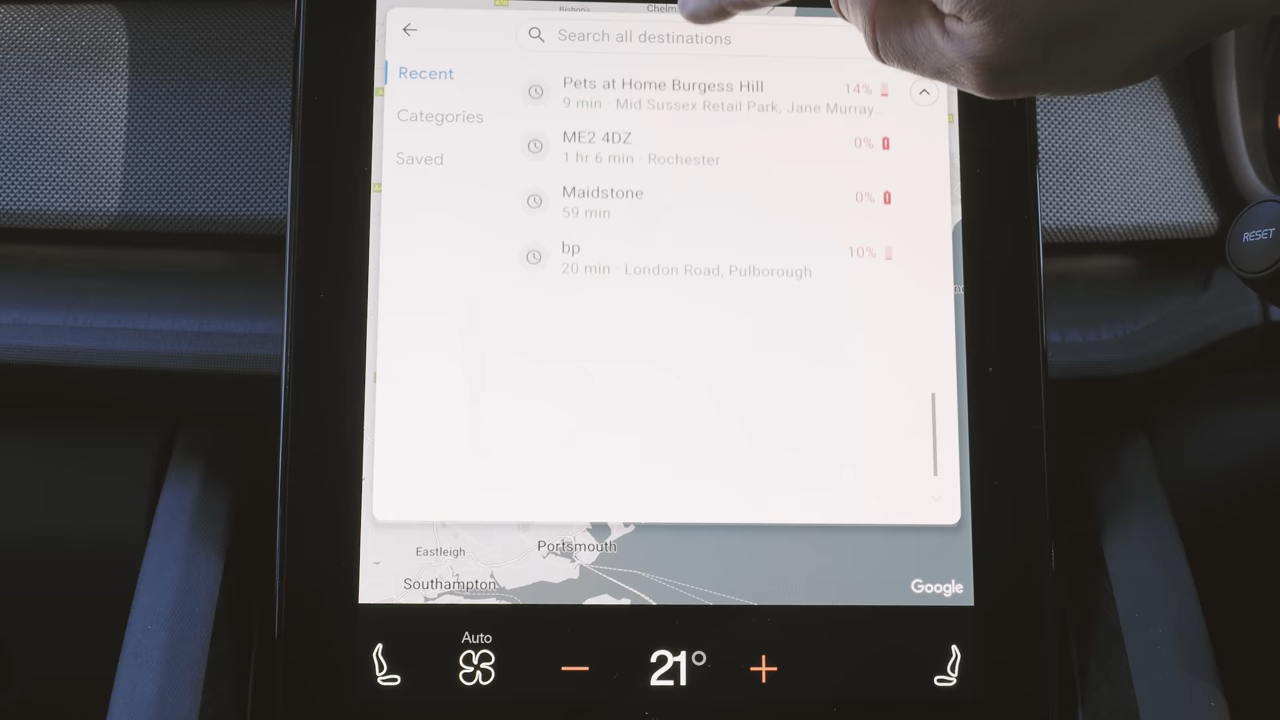 Chelm
Search all destinations
Recent
Categories
Saved
Pets at Home Burgess Hill
14%
9 min · Mid Sussex Retail Park, Jane Murray...
ME2 4DZ
0%
1 hr 6 min · Rochester
Maidstone
0%
59 min
bp
10%
20 min · London Road, Pulborough
RESET
Eastleigh
Portsmouth
Southampton
Google
Auto
21°